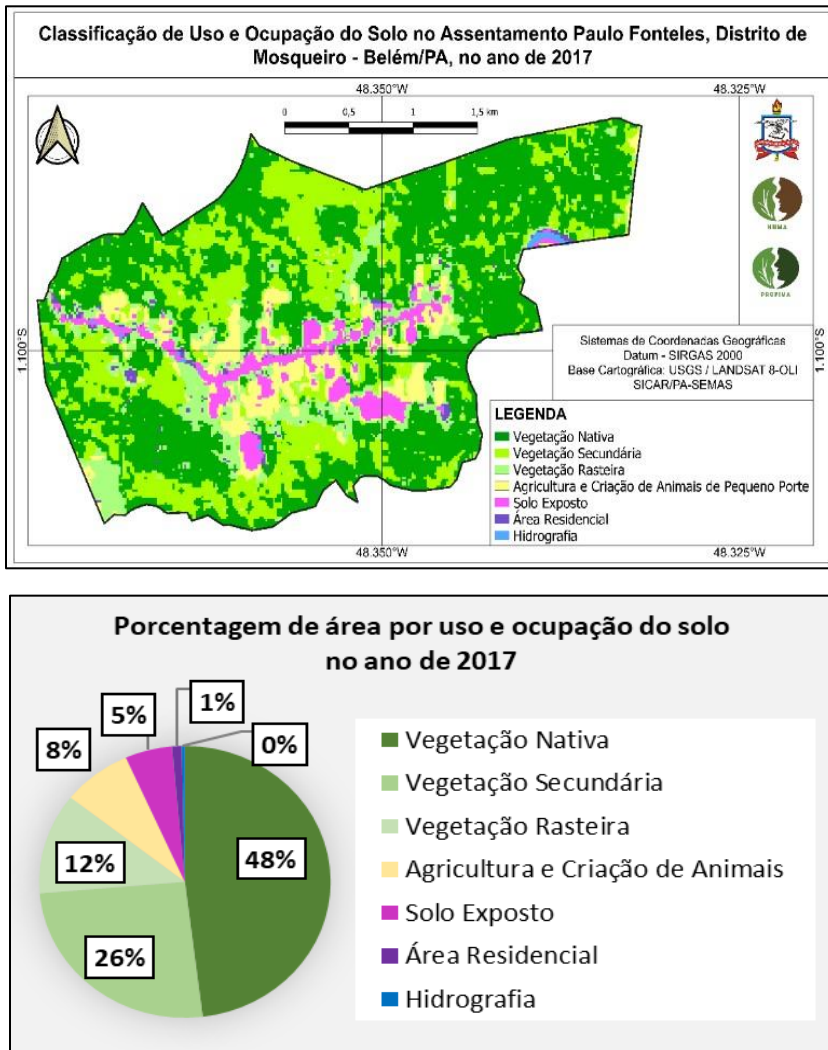 Classificação de Uso e Ocupação do Solo no Assentamento Paulo Fonteles, Distrito de
Mosqueiro - Belém/PA, no ano de 2017
48.350°W
48.325°W
0
0,5
1
1,5 km
1.100°S
1.100°S
Sistemas de Coordenadas Geográficas
Datum - SIRGAS 2000
Base Cartográfica: USGS / LANDSAT 8-OLI
SICAR/PA-SEMAS
LEGENDA
Vegetação Nativa
Vegetação Secundária
Vegetação Rasteira
Agricultura e Criação de Animais de Pequeno Porte
Solo Exposto
Área Residencial
Hidrografia
48.350°W
48.325°W
Porcentagem de área por uso e ocupação do solo
no ano de 2017
1%
5%
0%
8%
12%
48%
26%
Vegetação Nativa
Vegetação Secundária
Vegetação Rasteira
Agricultura e Criação de Animais
Solo Exposto
Área Residencial
Hidrografia